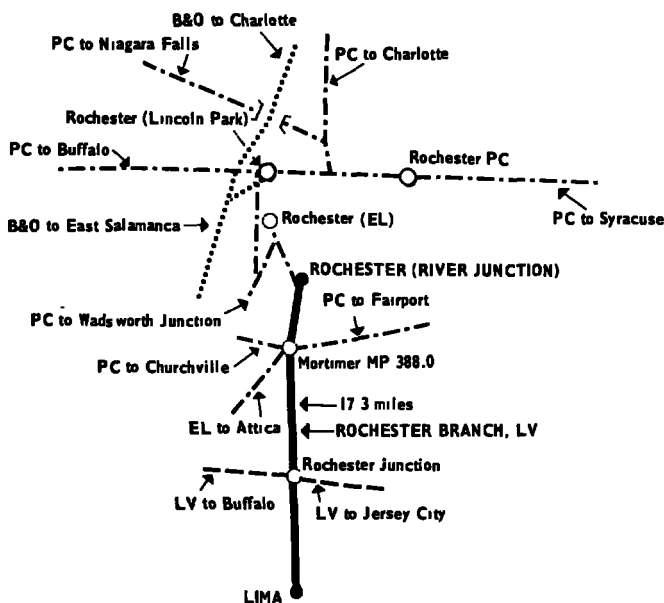 B&O to Charlotte
PC to Niagara Falls
PC to Charlotte
Rochester (Lincoln Park)
PC to Buffalo
Rochester PC
PC to Syracuse
B&O to East Salamanca
Rochester (EL)
ROCHESTER (RIVER JUNCTION)
PC to Fairport
PC to Wadsworth Junction
PC to Churchville
Mortimer MP 388.0
17 3 miles
EL to Attica
ROCHESTER BRANCH, LV
Rochester Junction
LV to Buffalo
LV to Jersey City
LIMA